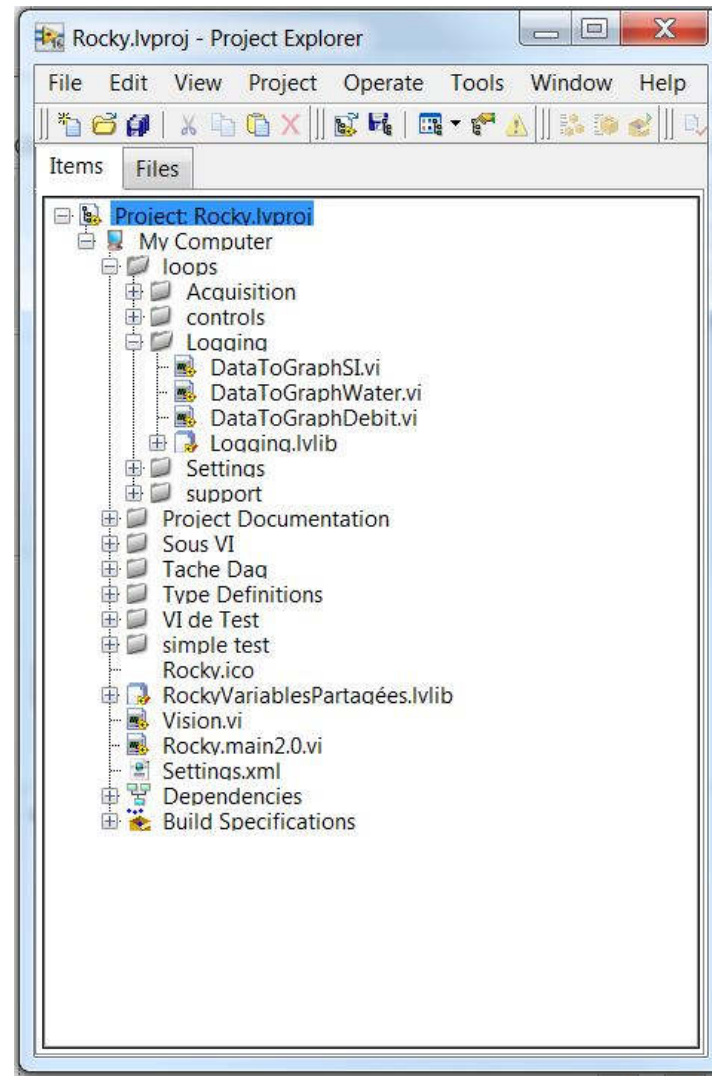 Rocky.lvproj - Project Explorer
File Edit View Project Operate Tools Window Help
Items Files
Project: Rocky.lvproj
My Computer
loops
Acquisition
controls
Logging
DataToGraphSI.vi
DataToGraphWater.vi
DataToGraphDebit.vi
Logging.lvlib
Settings
support
Project Documentation
Sous VI
Tache Daq
Type Definitions
VI de Test
simple test
Rocky.ico
RockyVariablesPartagées.lvlib
Vision.vi
Rocky.main2.0.vi
Settings.xml
Dependencies
Build Specifications